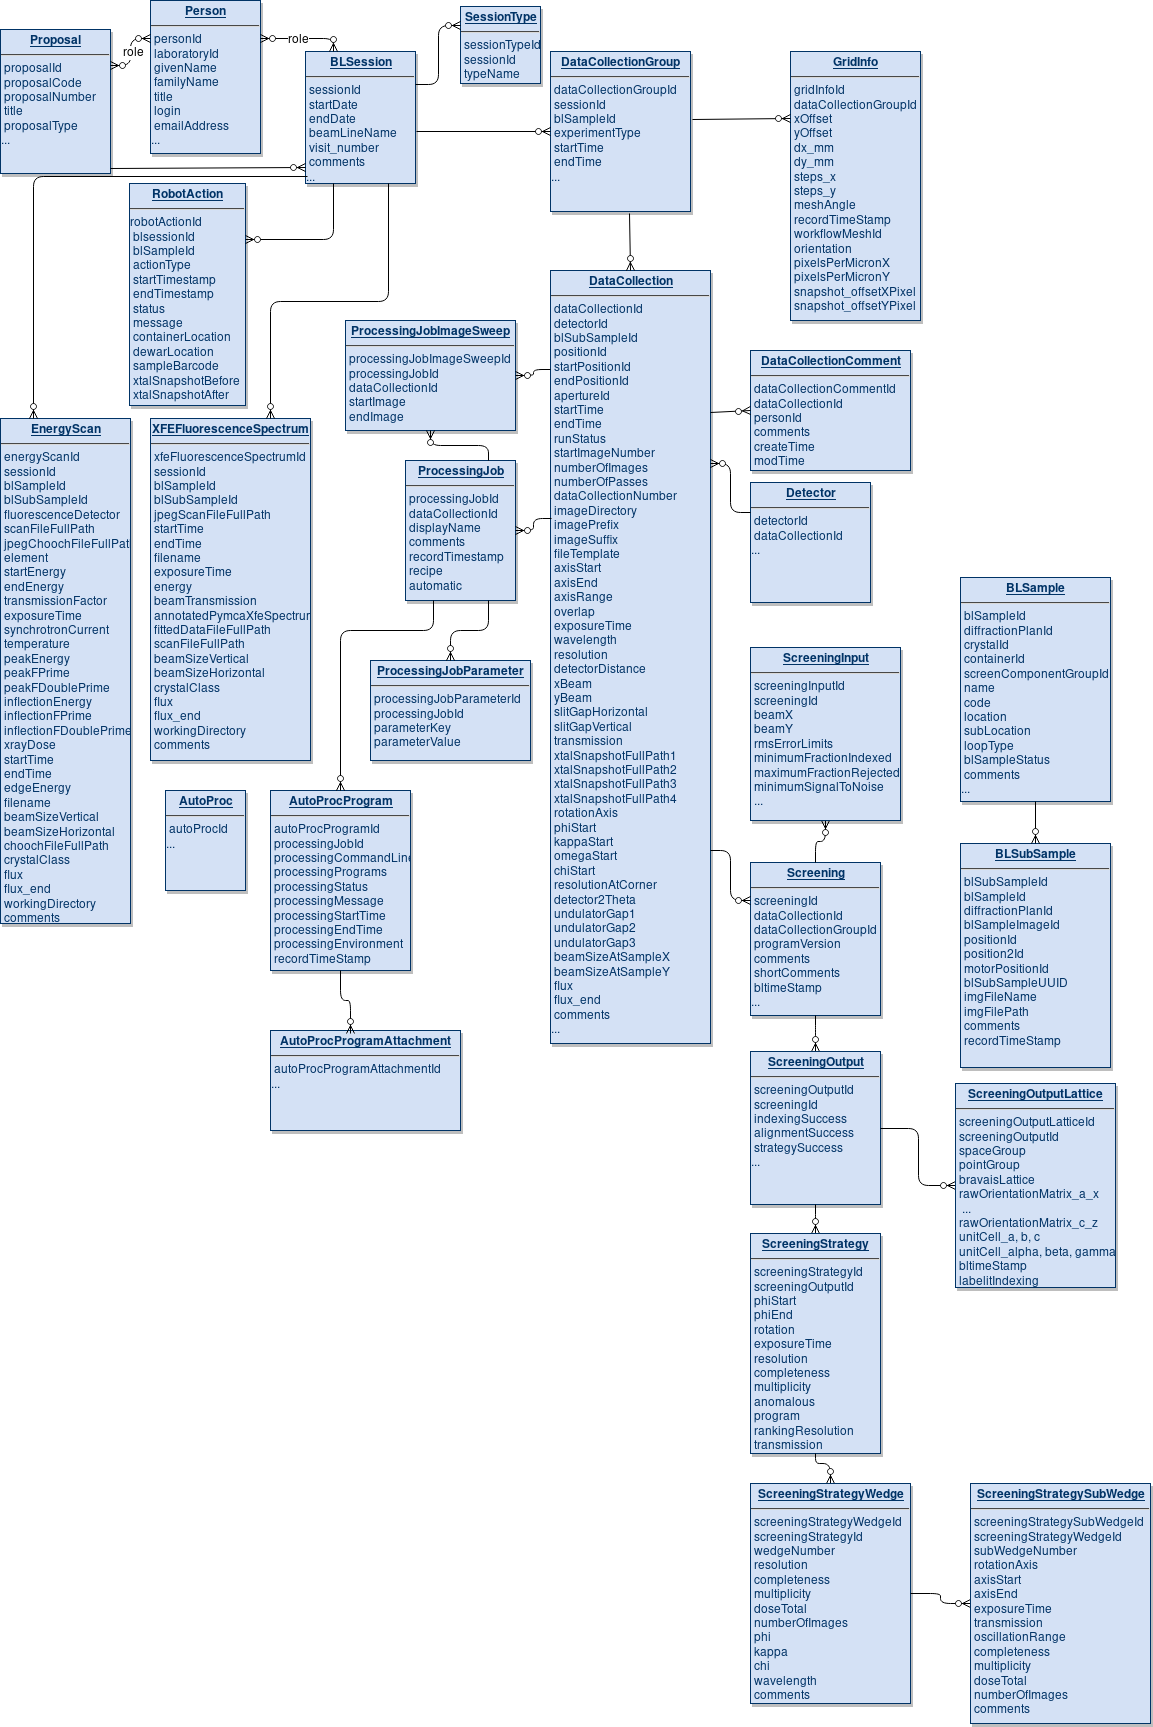 Proposal
proposalId
proposalCode
proposalNumber
title
proposalType
...
role
Person
personId
laboratoryId
givenName
familyName
title
login
emailAddress
...
role
BLSession
sessionId
startDate
endDate
beamLineName
visit_number
comments
...
SessionType
sessionTypeId
sessionId
typeName
DataCollectionGroup
dataCollectionGroupId
sessionId
blSampleId
experimentType
startTime
endTime
...
GridInfo
gridInfoId
dataCollectionGroupId
xOffset
yOffset
dx_mm
dy_mm
steps_x
steps_y
meshAngle
recordTimeStamp
workflowMeshId
orientation
pixelsPerMicronX
pixelsPerMicronY
snapshot_offsetXPixel
snapshot_offsetYPixel
RobotAction
robotActionId
blsessionId
blSampleId
actionType
startTimestamp
endTimestamp
status
message
containerLocation
dewarLocation
sampleBarcode
xtalSnapshotBefore
xtalSnapshotAfter
ProcessingJobImageSweep
processingJobImageSweepId
processingJobId
dataCollectionId
startImage
endImage
DataCollection
dataCollectionId
detectorId
blSubSampleId
positionId
startPositionId
endPositionId
apertureId
startTime
endTime
runStatus
startImageNumber
numberOfImages
numberOfPasses
dataCollectionNumber
imageDirectory
imagePrefix
imageSuffix
fileTemplate
axisStart
axisEnd
axisRange
overlap
exposureTime
wavelength
resolution
detectorDistance
xBeam
yBeam
slitGapHorizontal
slitGapVertical
transmission
xtalSnapshotFullPath1
xtalSnapshotFullPath2
xtalSnapshotFullPath3
xtalSnapshotFullPath4
rotationAxis
phiStart
kappaStart
omegaStart
chiStart
resolutionAtCorner
detector2Theta
undulatorGap1
undulatorGap2
undulatorGap3
beamSizeAtSampleX
beamSizeAtSampleY
flux
flux_end
comments
...
DataCollectionComment
dataCollectionCommentId
dataCollectionId
personId
comments
createTime
modTime
Detector
detectorId
dataCollectionId
...
EnergyScan
energyScanId
sessionId
blSampleId
blSubSampleId
fluorescenceDetector
scanFileFullPath
jpegChoochFileFullPat
element
startEnergy
endEnergy
transmissionFactor
exposureTime
synchrotronCurrent
temperature
peakEnergy
peakFPrime
peakFDoublePrime
inflectionEnergy
inflectionFPrime
inflectionFDoublePrime
xrayDose
startTime
endTime
edgeEnergy
filename
beamSizeVertical
beamSizeHorizontal
choochFileFullPath
crystalClass
flux
flux_end
workingDirectory
comments
XFEFluorescenceSpectrum
xfeFluorescenceSpectrumId
sessionId
blSampleId
blSubSampleId
jpegScanFileFullPath
startTime
endTime
filename
exposureTime
energy
beamTransmission
annotatedPymcaXfeSpectrur
fittedDataFileFullPath
scanFileFullPath
beamSizeVertical
beamSizeHorizontal
crystalClass
flux
flux_end
workingDirectory
comments
ProcessingJob
processingJobId
dataCollectionId
displayName
comments
recordTimestamp
recipe
automatic
ProcessingJobParameter
processingJobParameterId
processingJobId
parameterKey
parameterValue
AutoProc
autoProcId
...
AutoProcProgram
autoProcProgramId
processingJobId
processingCommandLine
processingPrograms
processingStatus
processingMessage
processingStartTime
processingEndTime
processingEnvironment
recordTimeStamp
AutoProcProgramAttachment
autoProcProgramAttachmentId
...
ScreeningInput
screeningInputId
screeningId
beamX
beamY
rmsErrorLimits
minimumFractionIndexed
maximumFractionRejected
minimumSignalToNoise
...
Screening
screeningId
dataCollectionId
dataCollectionGroupId
programVersion
comments
shortComments
bltimeStamp
...
BLSample
blSampleId
diffractionPlanId
crystalId
containerId
screenComponentGroupId
name
code
location
subLocation
loopType
blSampleStatus
comments
...
BLSubSample
blSubSampleId
blSampleId
diffractionPlanId
blSampleImageId
positionId
position2Id
motorPositionId
blSubSampleUUID
imgFileName
imgFilePath
comments
recordTimeStamp
ScreeningOutput
screeningOutputId
screeningId
indexingSuccess
alignmentSuccess
strategySuccess
...
ScreeningOutputLattice
screeningOutputLatticeId
screeningOutputId
spaceGroup
pointGroup
bravaisLattice
rawOrientationMatrix_a_x
...
rawOrientationMatrix_c_z
unitCell_a, b, c
unitCell_alpha, beta, gamma
bltimeStamp
labelitIndexing
ScreeningStrategy
screeningStrategyId
screeningOutputId
phiStart
phiEnd
rotation
exposureTime
resolution
completeness
multiplicity
anomalous
program
rankingResolution
transmission
ScreeningStrategyWedge
screeningStrategyWedgeId
screeningStrategyId
wedgeNumber
resolution
completeness
multiplicity
doseTotal
numberOfImages
phi
kappa
chi
wavelength
comments
ScreeningStrategySubWedge
screeningStrategySubWedgeId
screeningStrategyWedgeId
subWedgeNumber
rotationAxis
axisStart
axisEnd
exposureTime
transmission
oscillationRange
completeness
multiplicity
doseTotal
numberOfImages
comments